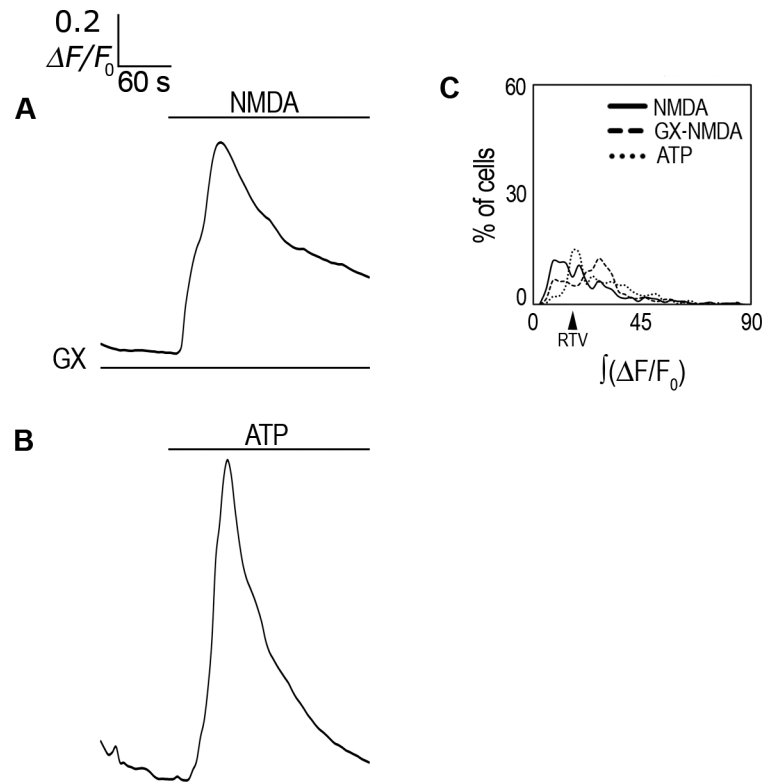 0.2
ΔF/F0
60 s
A
NMDA
GX
B
ATP
C
% of cells
60
30
0
NMDA
GX-NMDA
ATP
0 45 90
RTV
∫(ΔF/F0)